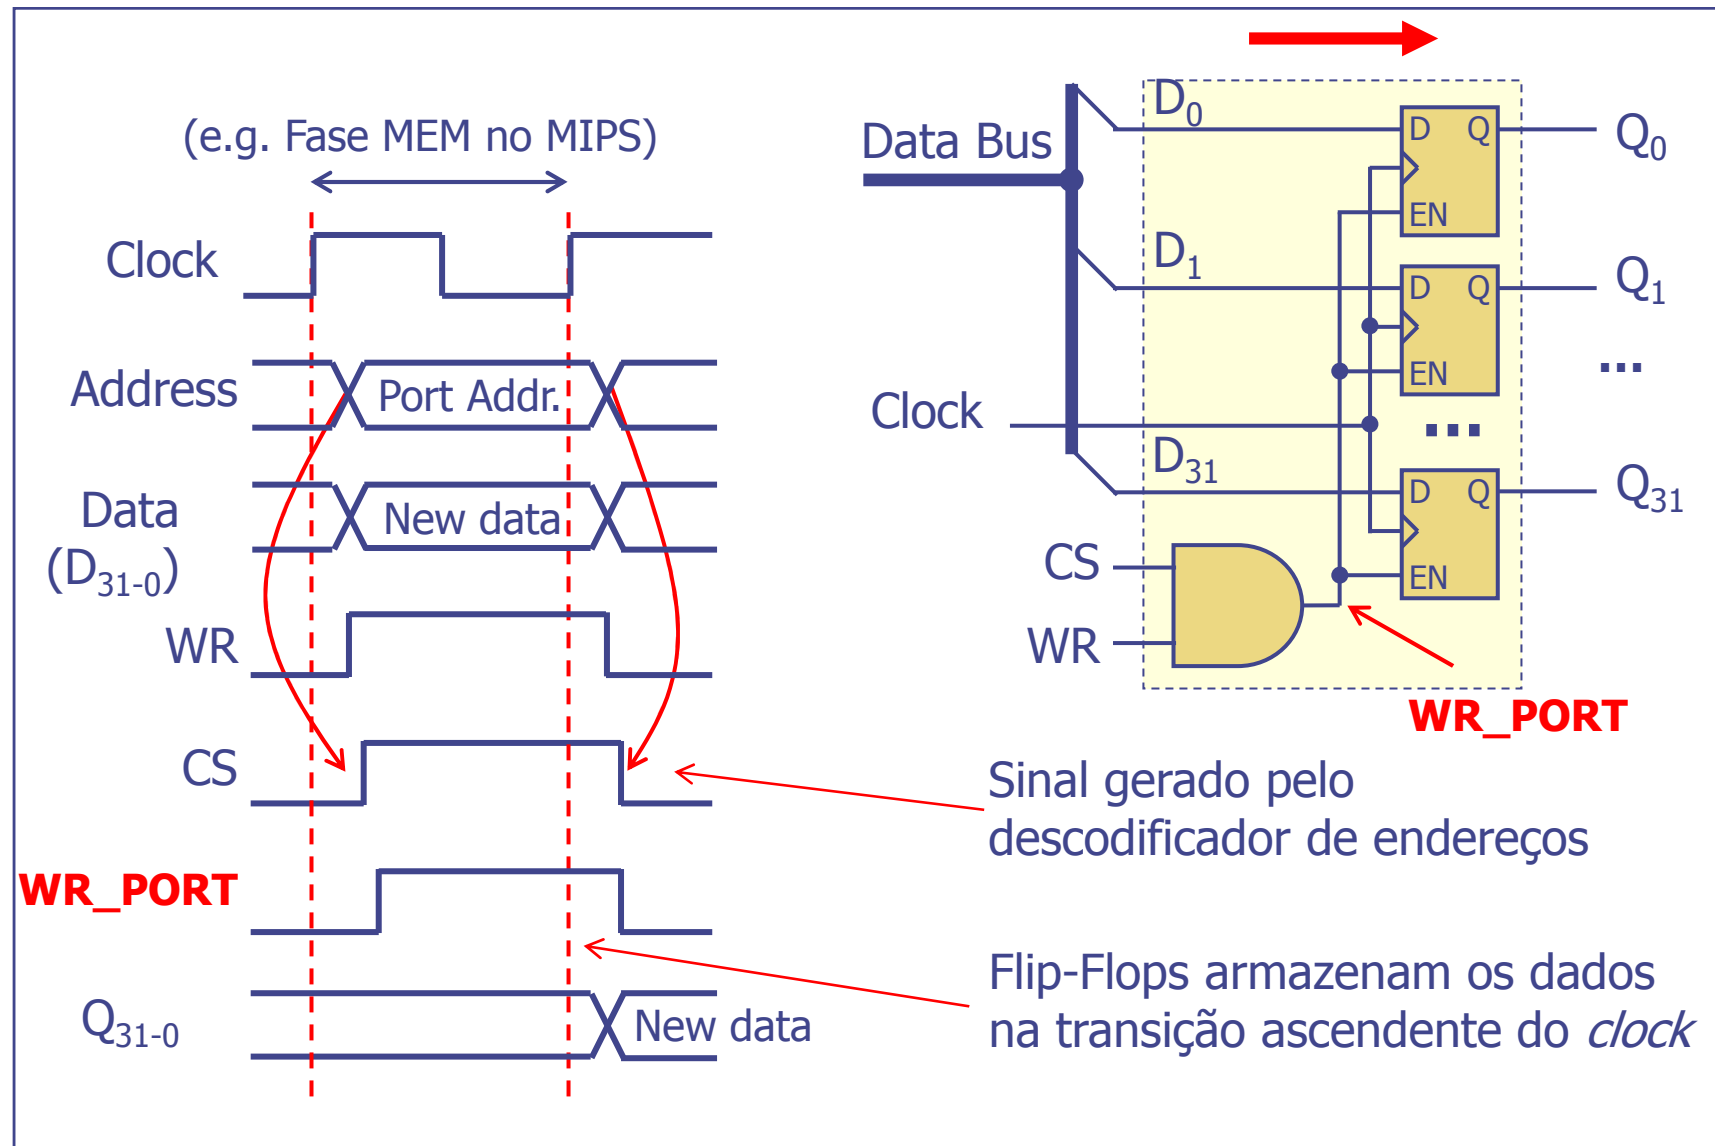 (e.g. Fase MEM no MIPS)
Clock
Address
Port Addr.
Data
(D₃₁₋₀)
New data
WR
CS
WR_PORT
Q₃₁₋₀
New data
Data Bus
D₀
D Q
EN
Q₀
D₁
D Q
EN
Q₁
...
Clock
...
D₃₁
D Q
EN
Q₃₁
CS
WR
WR_PORT
Sinal gerado pelo
descodificador de endereços
Flip-Flops armazenam os dados
na transição ascendente do clock